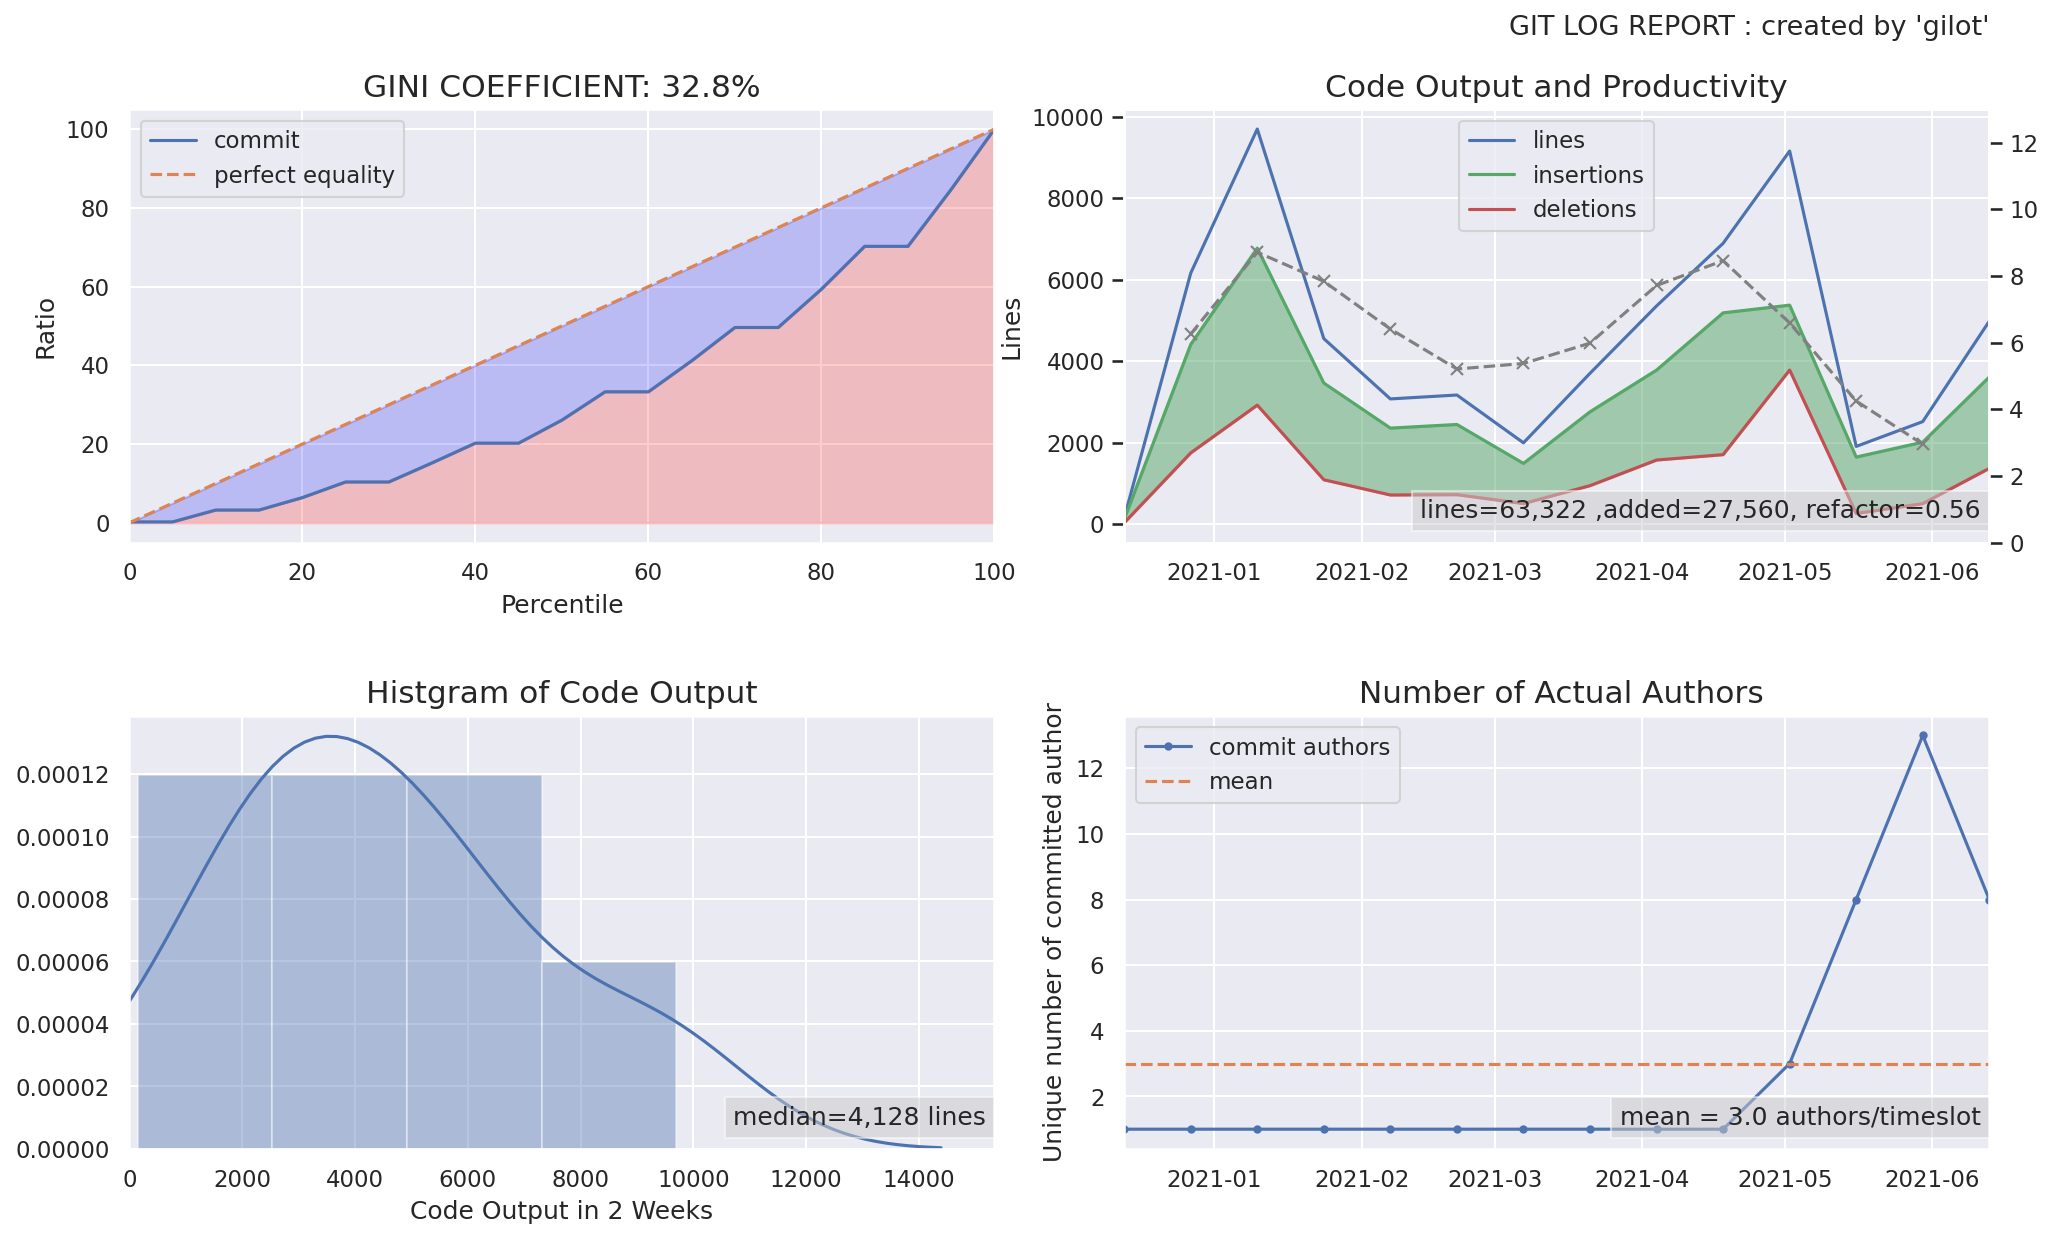 GIT LOG REPORT : created by 'gilot'
GINI COEFFICIENT: 32.8%
commit
perfect equality
100
80
60
40
20
0
Ratio
0 20 40 60 80 100
Percentile
Code Output and Productivity
lines
insertions
deletions
10000
8000
6000
4000
2000
0
Lines
12
10
8
6
4
2
0
lines=63,322 ,added=27,560, refactor=0.56
2021-01 2021-02 2021-03 2021-04 2021-05 2021-06
Histgram of Code Output
0.00012
0.00010
0.00008
0.00006
0.00004
0.00002
0.00000
median=4,128 lines
0 2000 4000 6000 8000 10000 12000 14000
Code Output in 2 Weeks
Number of Actual Authors
commit authors
mean
Unique number of committed author
12
10
8
6
4
2
mean = 3.0 authors/timeslot
2021-01 2021-02 2021-03 2021-04 2021-05 2021-06